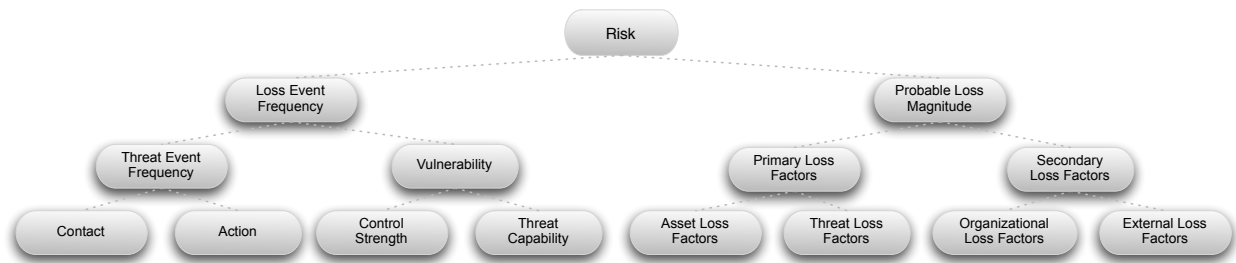 Risk
Loss Event
Frequency
Probable Loss
Magnitude
Threat Event
Frequency
Vulnerability
Primary Loss
Factors
Secondary
Loss Factors
Contact
Action
Control
Strength
Threat
Capability
Asset Loss
Factors
Threat Loss
Factors
Organizational
Loss Factors
External Loss
Factors